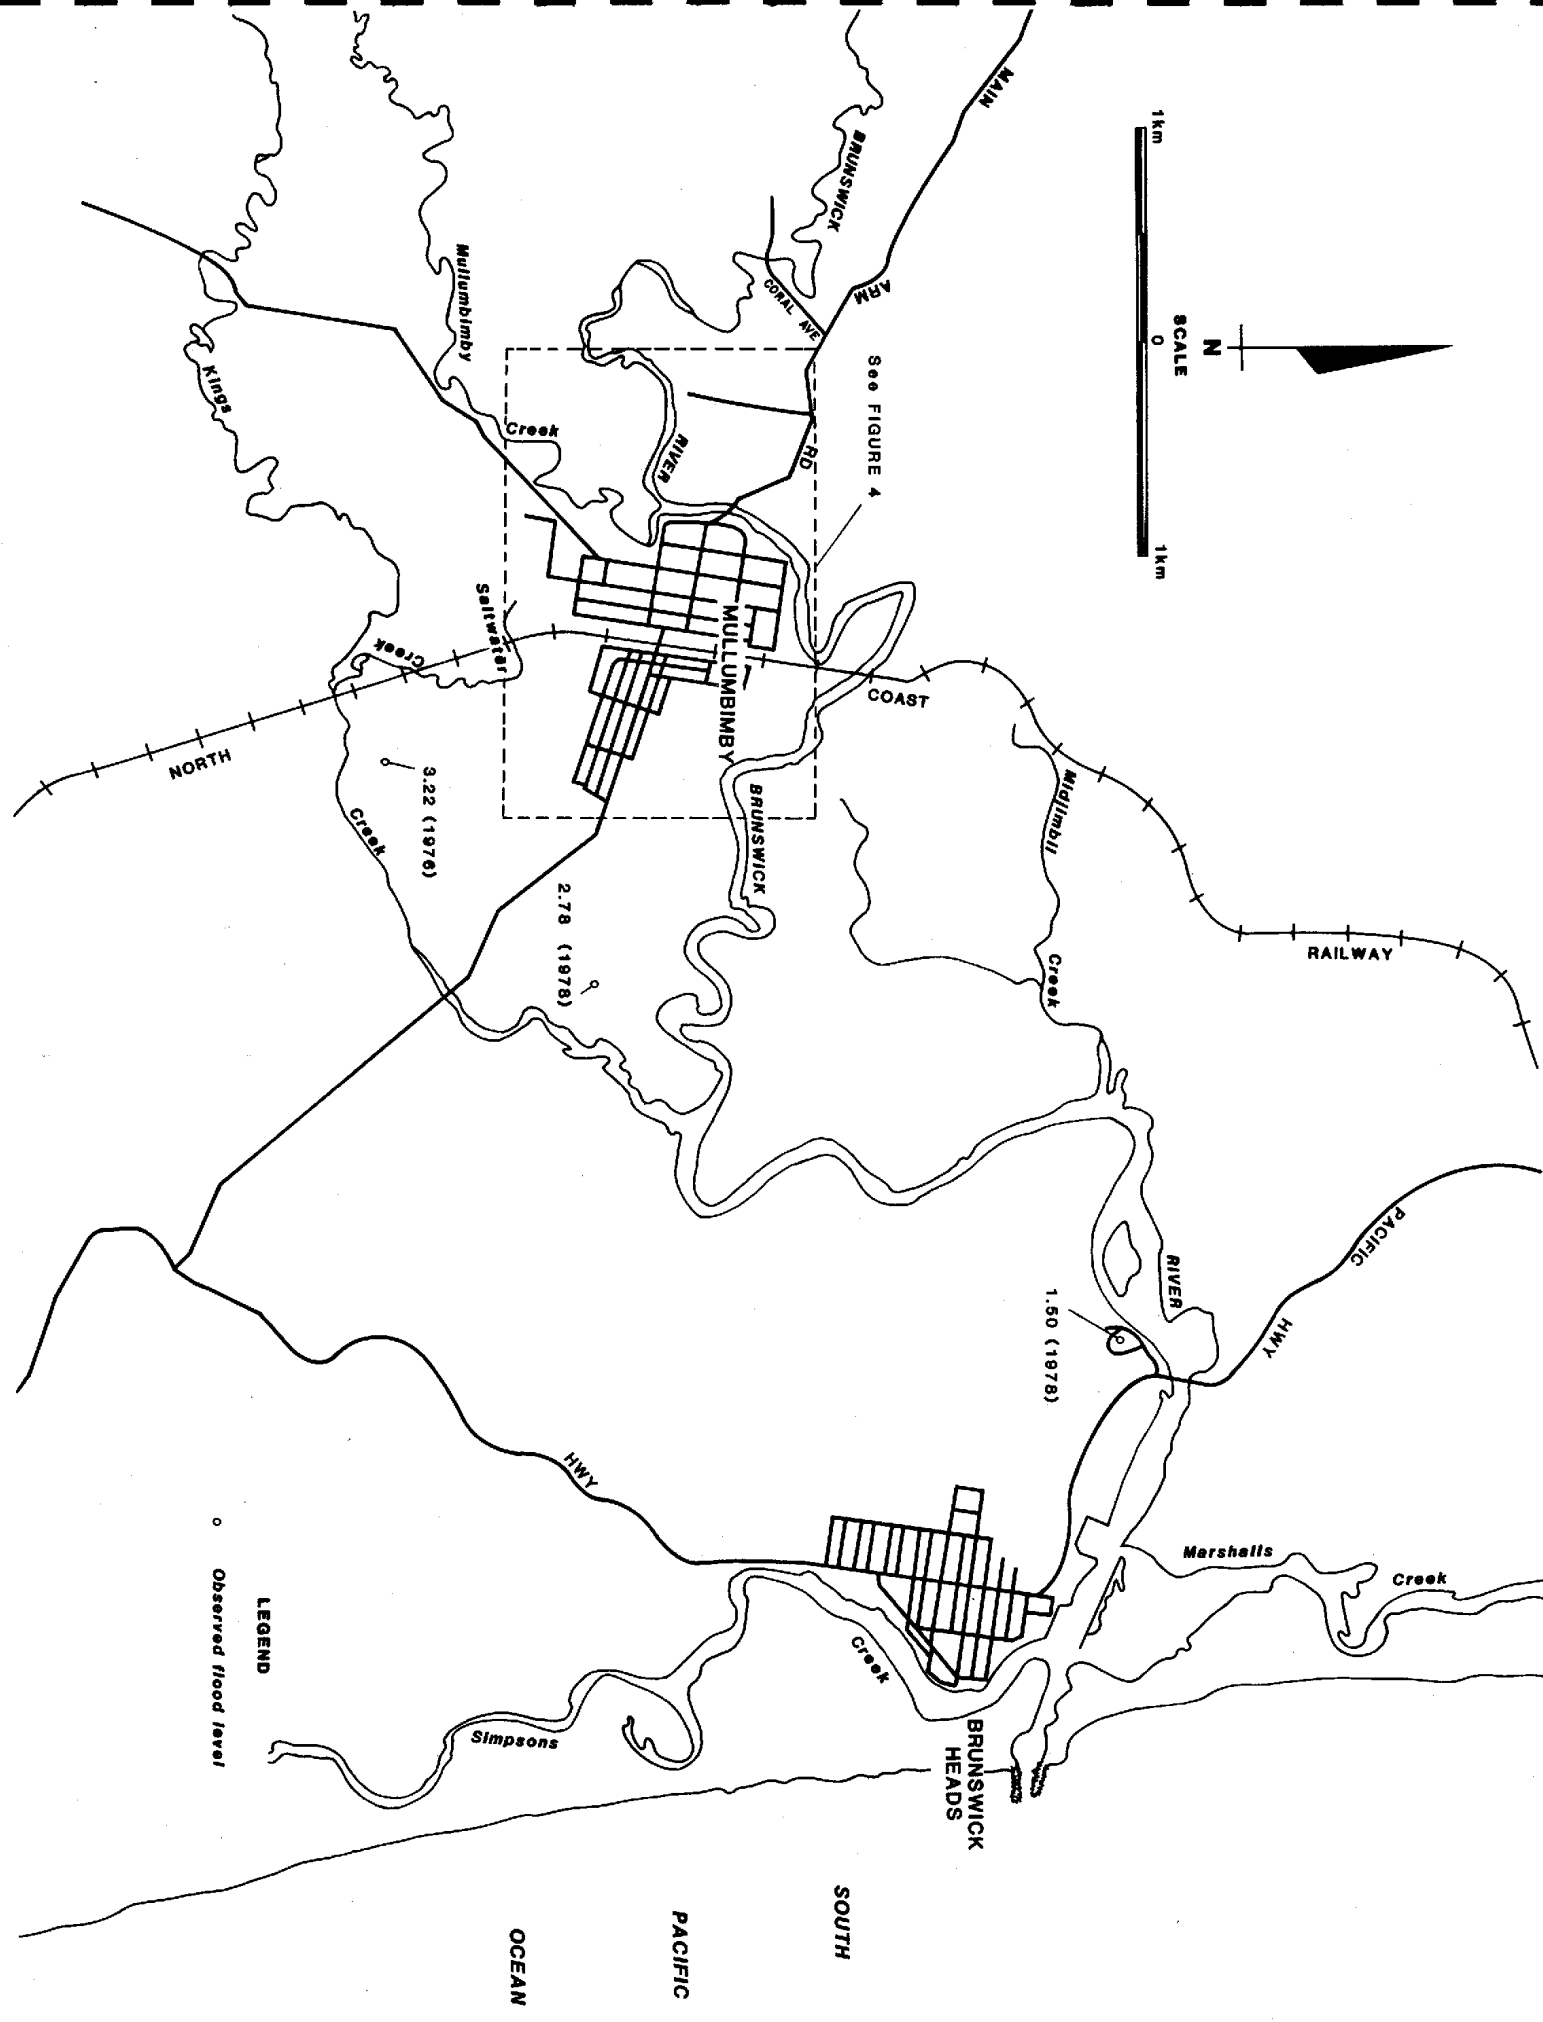 1km
0
1km
SCALE
N
MAIN
ARM
RD
BRUNSWICK
RIVER
CORAL AVE
See FIGURE 4
Mullumbimby
Creek
Kings
Creek
Saltwater
Creek
MULLUMBIMBY
NORTH
COAST
RAILWAY
BRUNSWICK
RIVER
Midjimbil
Creek
3.22 (1976)
2.78 (1978)
1.50 (1978)
PACIFIC
HWY
HWY
Marshalls
Creek
Creek
Simpsons
BRUNSWICK
HEADS
SOUTH
PACIFIC
OCEAN
LEGEND
Observed flood level